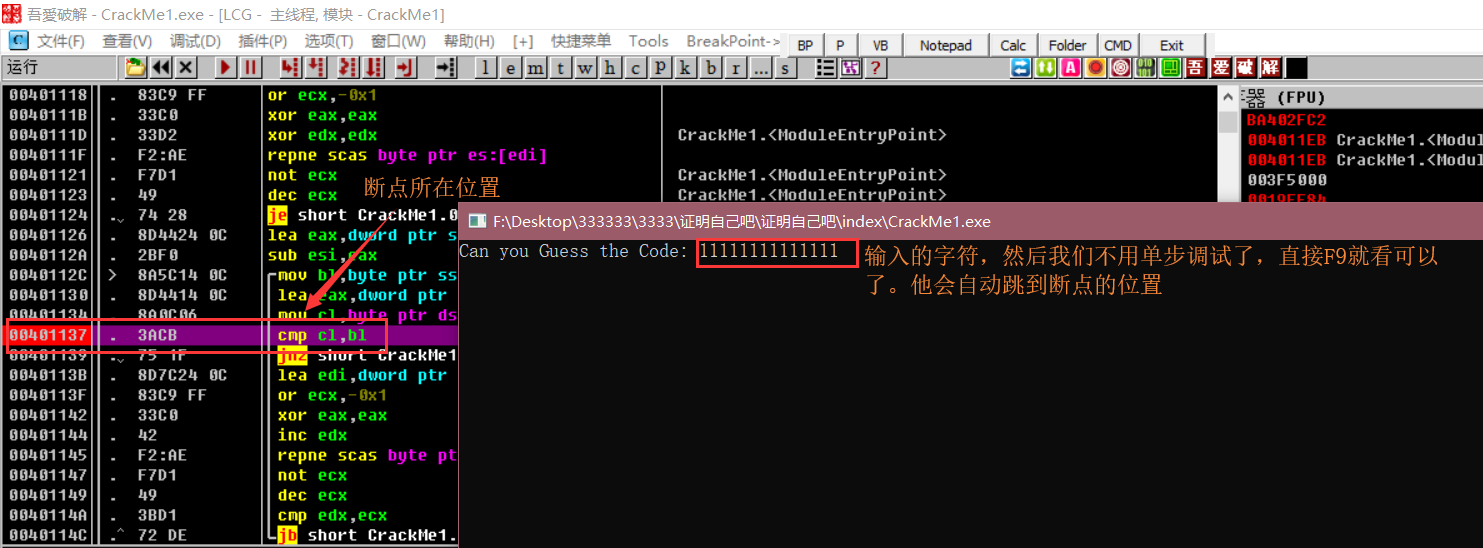 吾愛破解 - CrackMe1.exe - [LCG - 主线程, 模块 - CrackMe1]
文件(F) 查看(V) 调试(D) 插件(P) 选项(T) 窗口(W) 帮助(H) [+] 快捷菜单 Tools BreakPoint-> BP P VB Notepad Calc Folder CMD Exit
运行 l e m t w h c P k b r ... s ? 吾 爱 破 解
00401118 . 83C9 FF or ecx,-0x1
0040111B . 33C0 xor eax,eax
0040111D . 33D2 xor edx,edx CrackMe1.<ModuleEntryPoint>
0040111F . F2:AE repne scas byte ptr es:[edi]
00401121 . F7D1 not ecx CrackMe1.<ModuleEntryPoint>
00401123 . 49 dec ecx CrackMe1.<ModuleEntryPoint>
00401124 . 74 28 je short CrackMe1.0
00401126 . 8D4424 0C lea eax,dword ptr s
0040112A . 2BF0 sub esi,eax
0040112C > 8A5C14 0C mov bl,byte ptr ss
00401130 . 8D4414 0C lea eax,dword ptr
00401134 . 8A0C06 mov cl,byte ptr ds
00401137 . 3ACB cmp cl,bl
00401139 . 75 1F jnz short CrackMe1
0040113B . 8D7C24 0C lea edi,dword ptr
0040113F . 83C9 FF or ecx,-0x1
00401142 . 33C0 xor eax,eax
00401144 . 42 inc edx
00401145 . F2:AE repne scas byte pt
00401147 . F7D1 not ecx
00401149 . 49 dec ecx
0040114A . 3BD1 cmp edx,ecx
0040114C . 72 DE jb short CrackMe1.
器 (FPU)
BA402FC2
004011EB CrackMe1.<Modul
004011EB CrackMe1.<Modul
003F5000
0019FF84
断点所在位置
F:\Desktop\333333\3333\证明自己吧\证明自己吧\index\CrackMe1.exe
Can you Guess the Code: 11111111111111
输入的字符，然后我们不用单步调试了，直接F9就看可以
了。他会自动跳到断点的位置